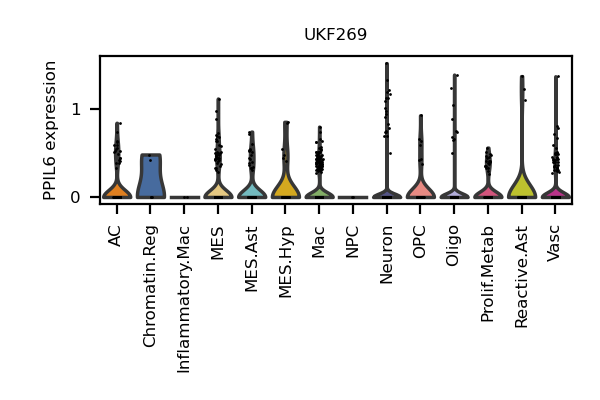 UKF269
PPIL6 expression
1
0
AC
Chromatin.Reg
Inflammatory.Mac
MES
MES.Ast
MES.Hyp
Mac
NPC
Neuron
OPC
Oligo
Prolif.Metab
Reactive.Ast
Vasc